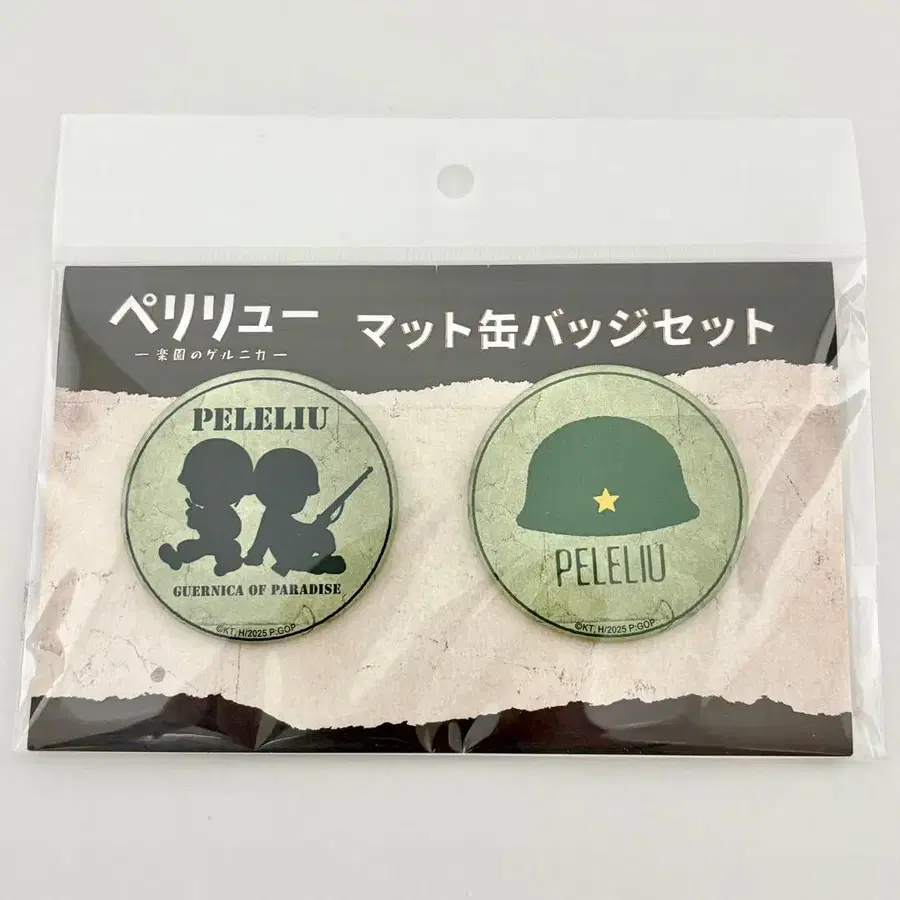 ペリリュー
ー楽園のゲルニカー
マット缶バッジセット
PELELIU
GUERNICA OF PARADISE
©KT, H/2025 P:GOP
PELELIU
©KT, H/2025 P:GOP